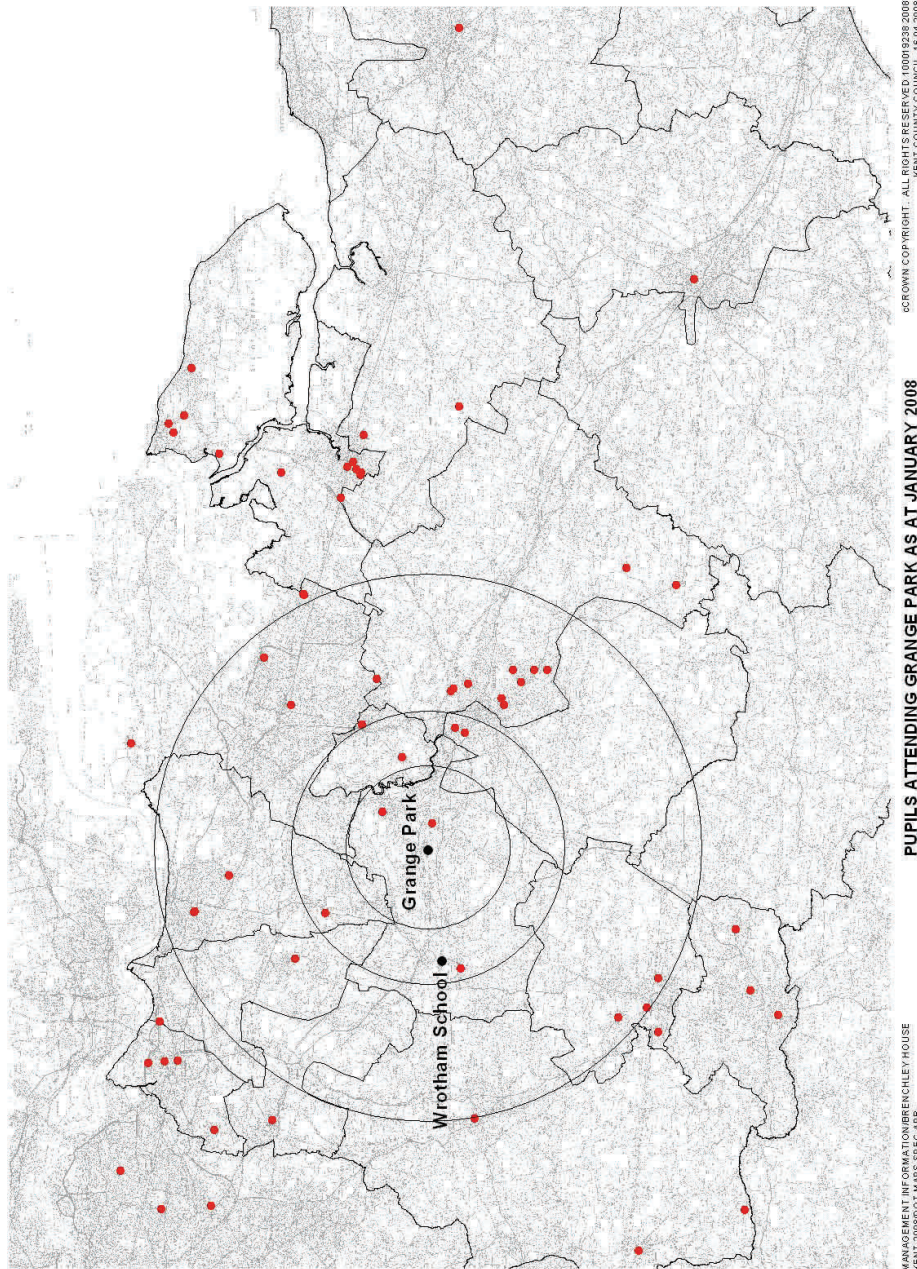 Grange Park
Wrotham School
MANAGEMENT INFORMATION/BRENCHLEY HOUSE
PUPILS ATTENDING GRANGE PARK AS AT JANUARY 2008
©CROWN COPYRIGHT. ALL RIGHTS RESERVED 100019238 2008
KENT COUNTY COUNCIL